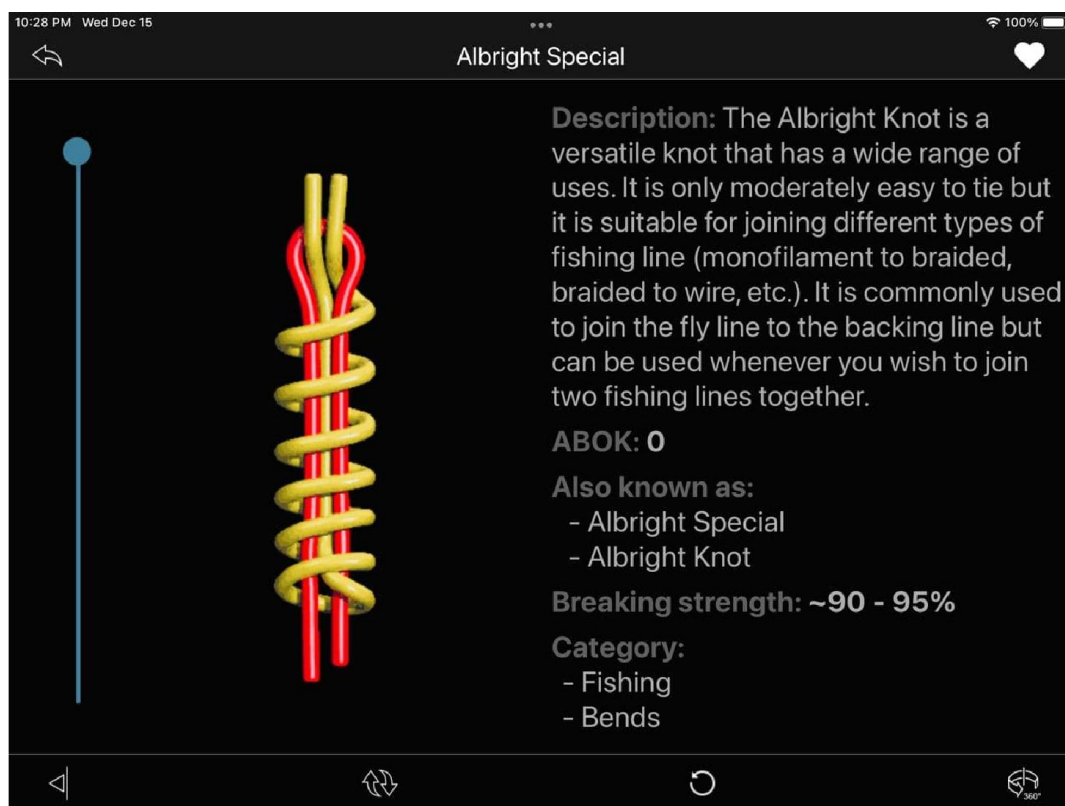 10:28 PM Wed Dec 15
100%
Albright Special
Description: The Albright Knot is a
versatile knot that has a wide range of
uses. It is only moderately easy to tie but
it is suitable for joining different types of
fishing line (monofilament to braided,
braided to wire, etc.). It is commonly used
to join the fly line to the backing line but
can be used whenever you wish to join
two fishing lines together.
ABOK: 0
Also known as:
- Albright Special
- Albright Knot
Breaking strength: ~90 - 95%
Category:
- Fishing
- Bends
360°